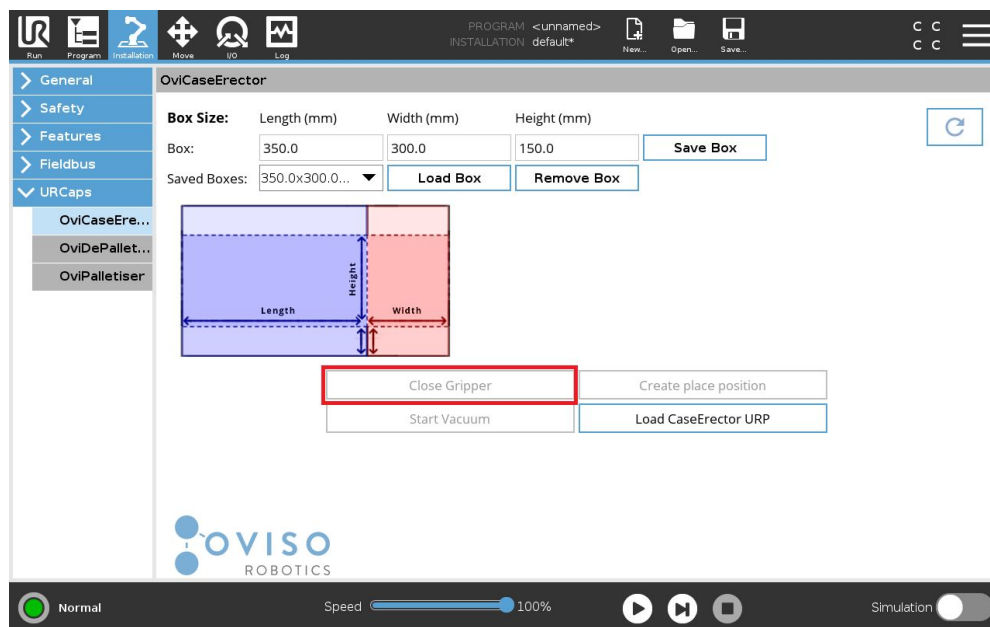 PROGRAM <unnamed>
INSTALLATION default*
Run Program Installation Move I/O Log New... Open... Save...
C C
C C
General
Safety
Features
Fieldbus
URCaps
OviCaseEre...
OviDePallet...
OviPalletiser
OviCaseErector
Box Size: Length (mm) Width (mm) Height (mm)
Box: 350.0 300.0 150.0 Save Box
Saved Boxes: 350.0x300.0... Load Box Remove Box
Height
Length Width
Close Gripper Create place position
Start Vacuum Load CaseErector URP
OVISO
ROBOTICS
Normal Speed 100% Simulation